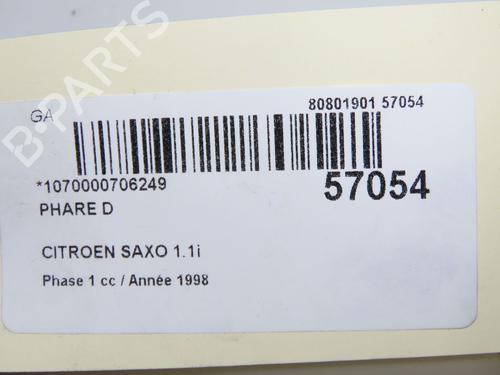 GA
80801901 57054
*1070000706249
57054
PHARE D
CITROEN SAXO 1.1i
Phase 1 cc / Année 1998
B-PARTS